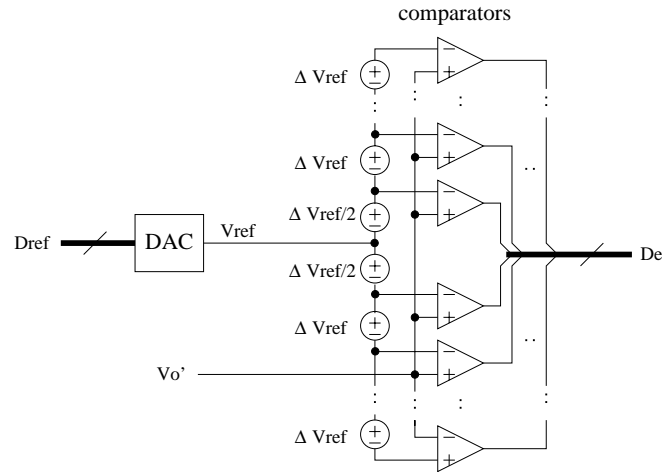 comparators
Δ Vref
Δ Vref
Δ Vref/2
Dref
DAC
Vref
De
Δ Vref/2
Δ Vref
Vo'
Δ Vref